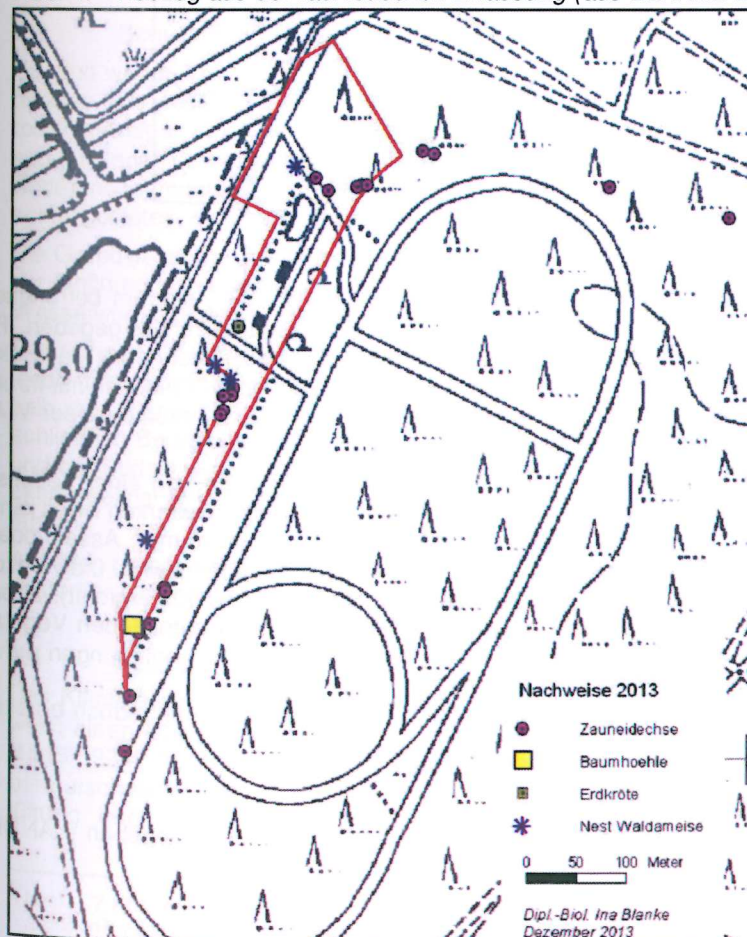 29,0
Nachweise 2013
Zauneidechse
Baumhoehle
Erdkröte
Nest Waldameise
0 50 100 Meter
Dipl.-Biol. Ina Blanke
Dezember 2013